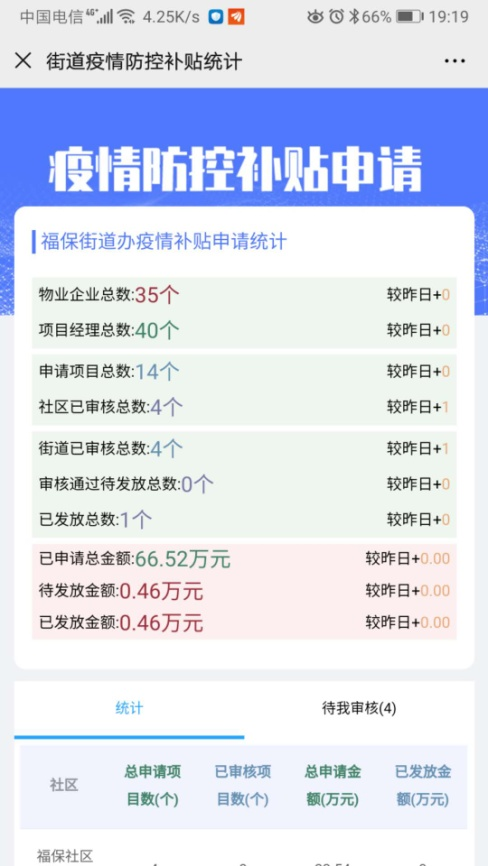 中国电信 4G 4.25K/s 66% 19:19
街道疫情防控补贴统计
疫情防控补贴申请
福保街道办疫情补贴申请统计
物业企业总数:35个 较昨日+0
项目经理总数:40个 较昨日+0
申请项目总数:14个 较昨日+0
社区已审核总数:4个 较昨日+1
街道已审核总数:4个 较昨日+1
审核通过待发放总数:0个 较昨日+0
已发放总数:1个 较昨日+0
已申请总金额:66.52万元 较昨日+0.00
待发放金额:0.46万元 较昨日+0.00
已发放金额:0.46万元 较昨日+0.00
统计 待我审核(4)
社区 总申请项目数(个) 已审核项目数(个) 总申请金额(万元) 已发放金额(万元)
福保社区